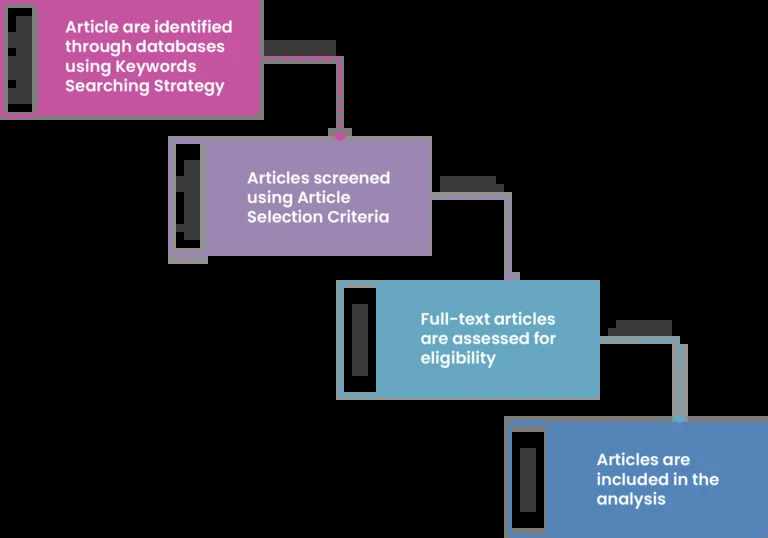 Article are identified
through databases
using Keywords
Searching Strategy
Articles screened
using Article
Selection Criteria
Full-text articles
are assessed for
eligibility
Articles are
included in the
analysis